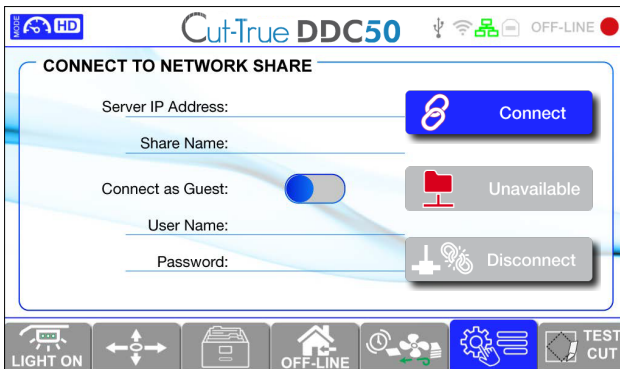 MODE HD Cut-True DDC50 OFF-LINE
CONNECT TO NETWORK SHARE
Server IP Address:
Connect
Share Name:
Connect as Guest:
Unavailable
User Name:
Password:
Disconnect
LIGHT ON
OFF-LINE
TEST
CUT